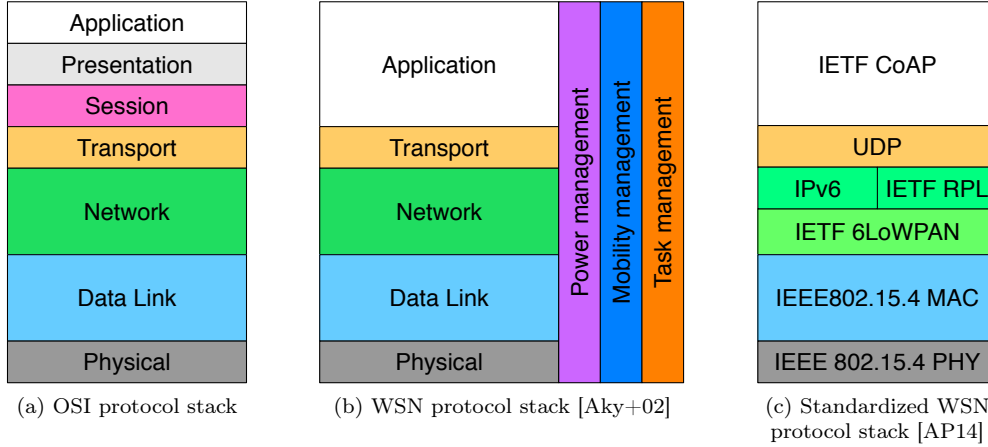 Application
Presentation
Session
Transport
Network
Data Link
Physical
(a) OSI protocol stack
Application
Transport
Network
Data Link
Physical
Power management
Mobility management
Task management
(b) WSN protocol stack [Aky+02]
IETF CoAP
UDP
IPv6 IETF RPL
IETF 6LoWPAN
IEEE802.15.4 MAC
IEEE 802.15.4 PHY
(c) Standardized WSN
protocol stack [AP14]